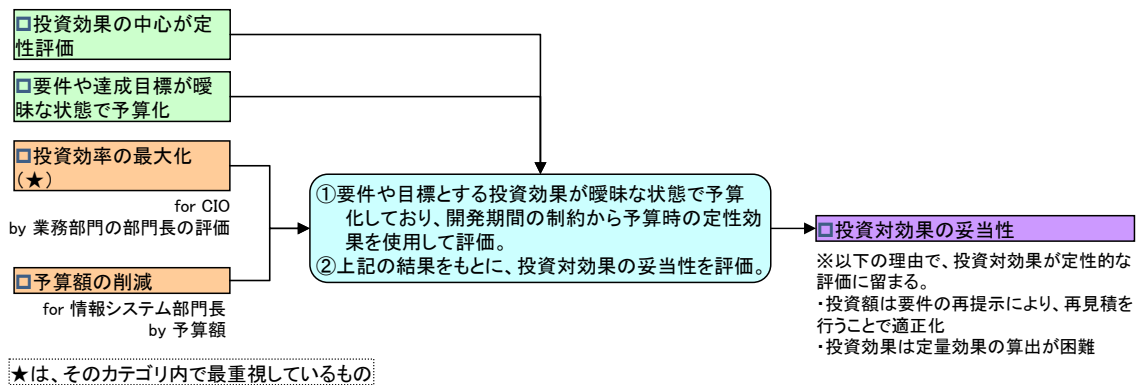 □投資効果の中心が定
性評価
□要件や達成目標が曖
昧な状態で予算化
□投資効率の最大化
（★）
for CIO
by 業務部門の部門長の評価
□予算額の削減
for 情報システム部門長
by 予算額
★は、そのカテゴリ内で最重視しているもの
①要件や目標とする投資効果が曖昧な状態で予算
化しており、開発期間の制約から予算時の定性効
果を使用して評価。
②上記の結果をもとに、投資対効果の妥当性を評価。
□投資対効果の妥当性
※以下の理由で、投資対効果が定性的な
評価に留まる。
・投資額は要件の再提示により、再見積を
行うことで適正化
・投資効果は定量効果の算出が困難